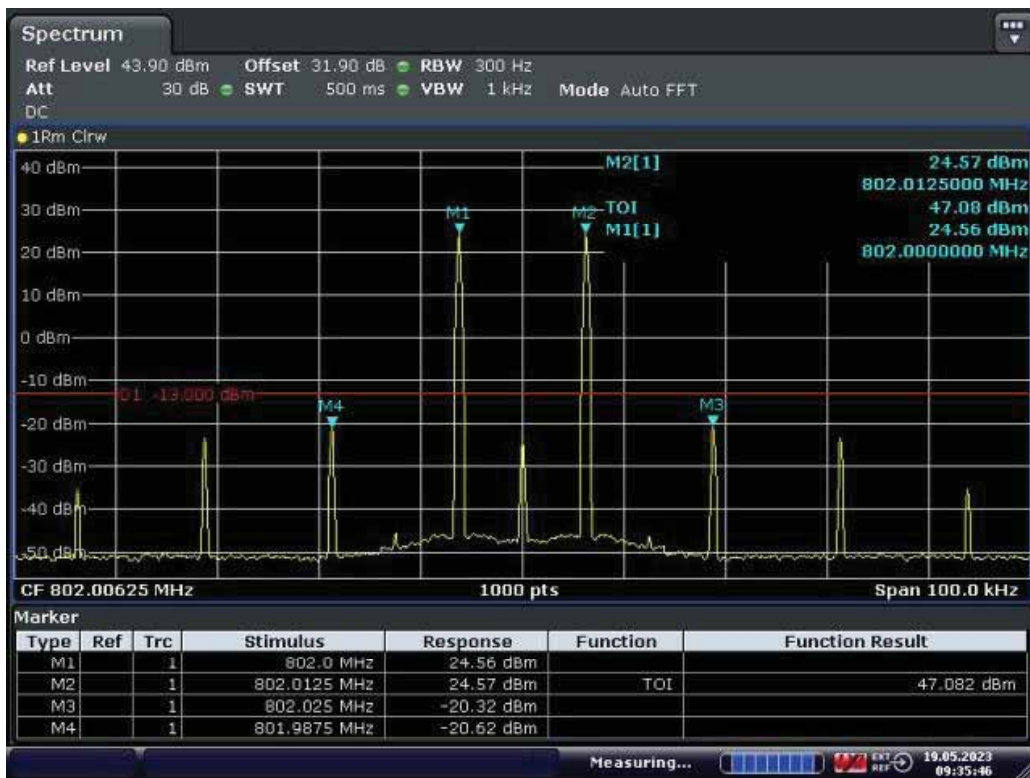 Spectrum
Ref Level 43.90 dBm Offset 31.90 dB RBW 300 Hz
Att 30 dB SWT 500 ms VBW 1 kHz Mode Auto FFT
DC
1Rm Clrw
40 dBm M2[1] 24.57 dBm
802.0125000 MHz
30 dBm M1 M2 TOI 47.08 dBm
M1[1] 24.56 dBm
20 dBm 802.0000000 MHz
10 dBm
0 dBm
-10 dBm
D1 -13.000 dBm
M4 M3
-20 dBm
-30 dBm
-40 dBm
-50 dBm
CF 802.00625 MHz 1000 pts Span 100.0 kHz
Marker
Type Ref Trc Stimulus Response Function Function Result
M1 1 802.0 MHz 24.56 dBm
M2 1 802.0125 MHz 24.57 dBm TOI 47.082 dBm
M3 1 802.025 MHz -20.32 dBm
M4 1 801.9875 MHz -20.62 dBm
Measuring... EXT REF 19.05.2023
09:35:46